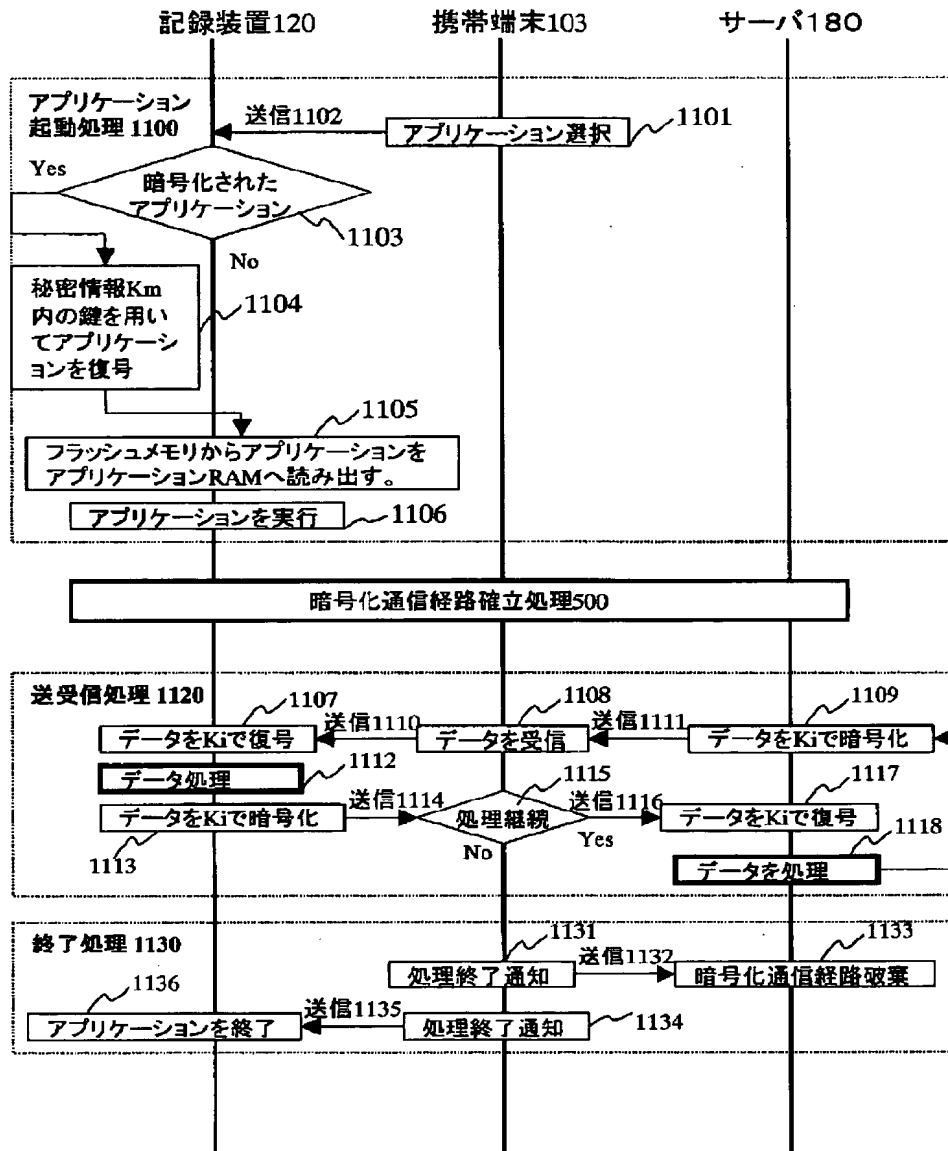 記録装置120
携帯端末103
サーバ180
アプリケーション
起動処理 1100
送信1102
アプリケーション選択
1101
Yes
暗号化された
アプリケーション
1103
No
秘密情報Km
内の鍵を用い
てアプリケーシ
ョンを復号
1104
1105
フラッシュメモリからアプリケーションを
アプリケーションRAMへ読み出す。
アプリケーションを実行
1106
暗号化通信経路確立処理500
送受信処理 1120
1107
1108
1109
データをKiで復号
送信1110
データを受信
送信1111
データをKiで暗号化
データ処理
1112
1115
1117
データをKiで暗号化
送信1114
処理継続
送信1116
データをKiで復号
1113
No
Yes
1118
データを処理
終了処理 1130
1131
1133
処理終了通知
送信1132
暗号化通信経路破棄
1136
アプリケーションを終了
送信1135
処理終了通知
1134